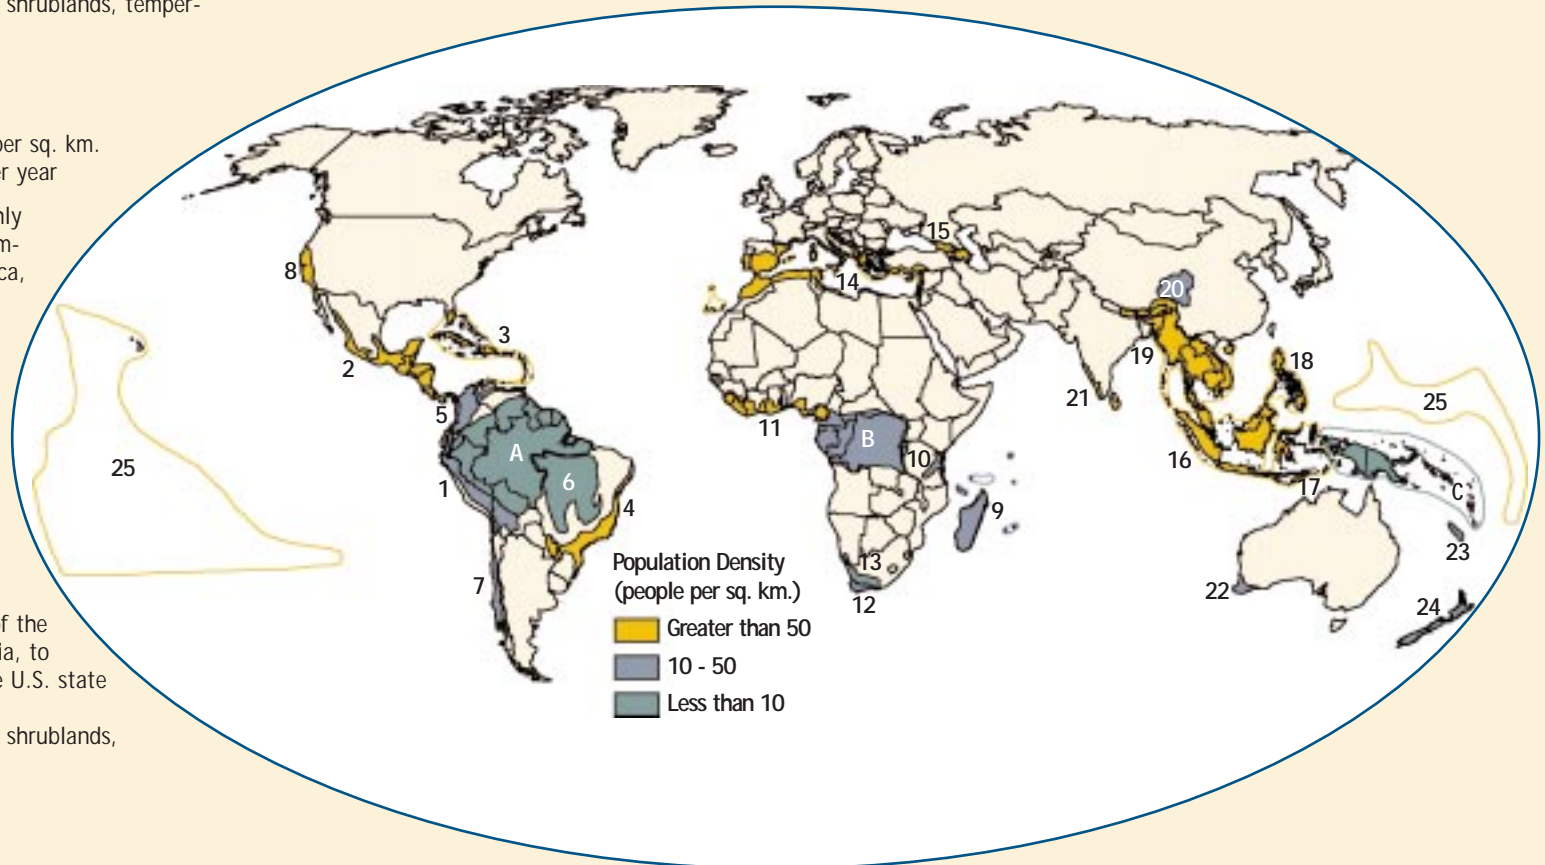 shrublands, temper-
per sq. km.
er year
nly
m-
ca,
f the
ia, to
e U.S. state
shrublands,
15
14
20
8
3
2
19
18
21
25
5
11
A
B
10
16
25
1
6
4
9
17
C
23
7
13
12
22
24
Population Density
(people per sq. km.)
Greater than 50
10 - 50
Less than 10